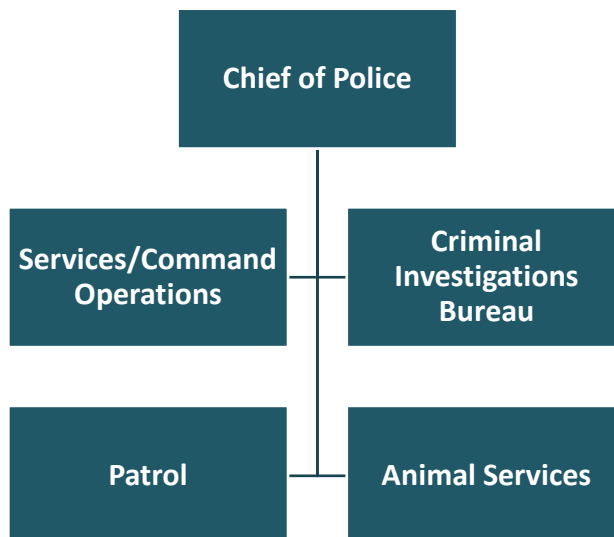 Chief of Police
Services/Command
Operations
Criminal
Investigations
Bureau
Patrol
Animal Services